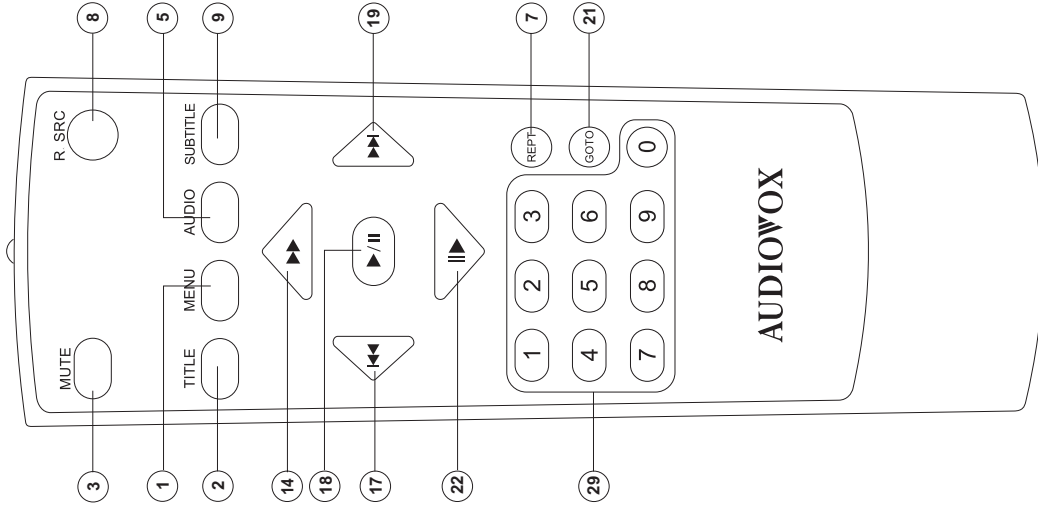 8
5
9
19
7
21
R. SRC
MUTE
SUBTITLE
AUDIO
MENU
TITLE
REPT
GOTO
1 2 3
4 5 6
7 8 9 0
AUDIOVOX
3
1
2
14
18
17
22
29